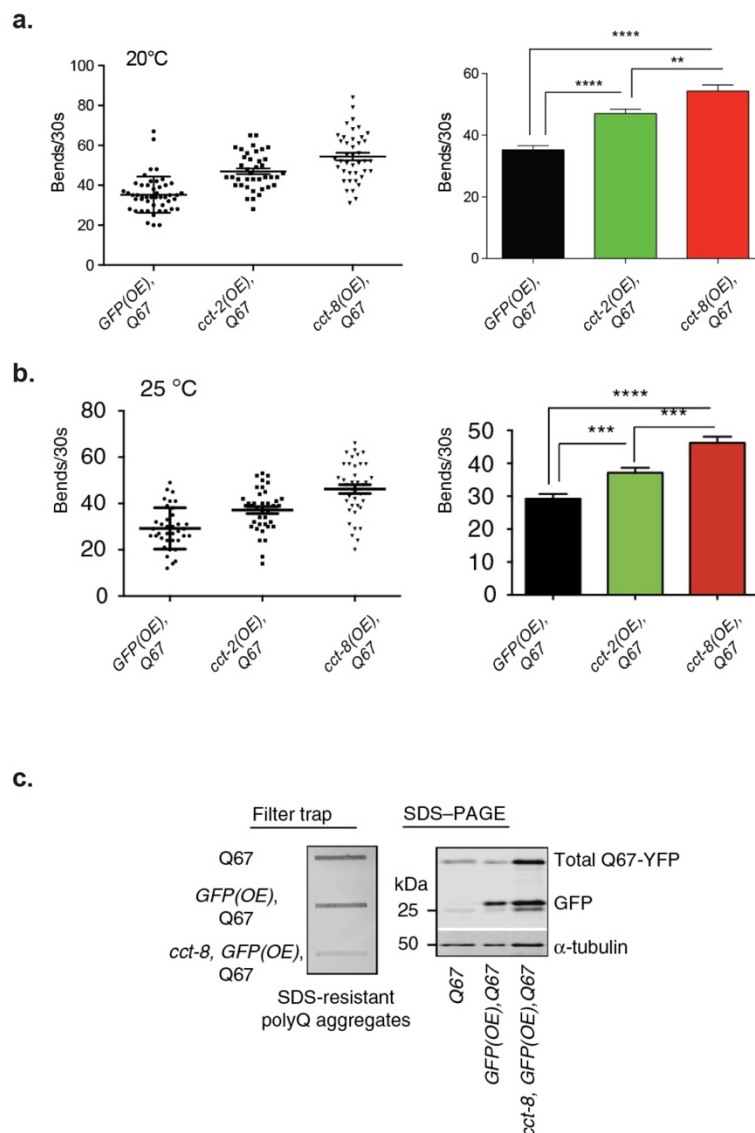 a.
20°C
Bends/30s
100
80
60
40
20
0
GFP(OE),
Q67
cct-2(OE),
Q67
cct-8(OE),
Q67
Bends/30s
60
40
20
0
****
****
**
GFP(OE),
Q67
cct-2(OE),
Q67
cct-8(OE),
Q67
b.
25 °C
Bends/30s
80
60
40
20
0
GFP(OE),
Q67
cct-2(OE),
Q67
cct-8(OE),
Q67
Bends/30s
50
40
30
20
10
0
****
***
***
GFP(OE),
Q67
cct-2(OE),
Q67
cct-8(OE),
Q67
c.
Filter trap
Q67
GFP(OE),
Q67
cct-8, GFP(OE),
Q67
SDS-resistant
polyQ aggregates
SDS–PAGE
kDa
25
50
Total Q67-YFP
GFP
α-tubulin
Q67
GFP(OE),Q67
cct-8, GFP(OE),Q67